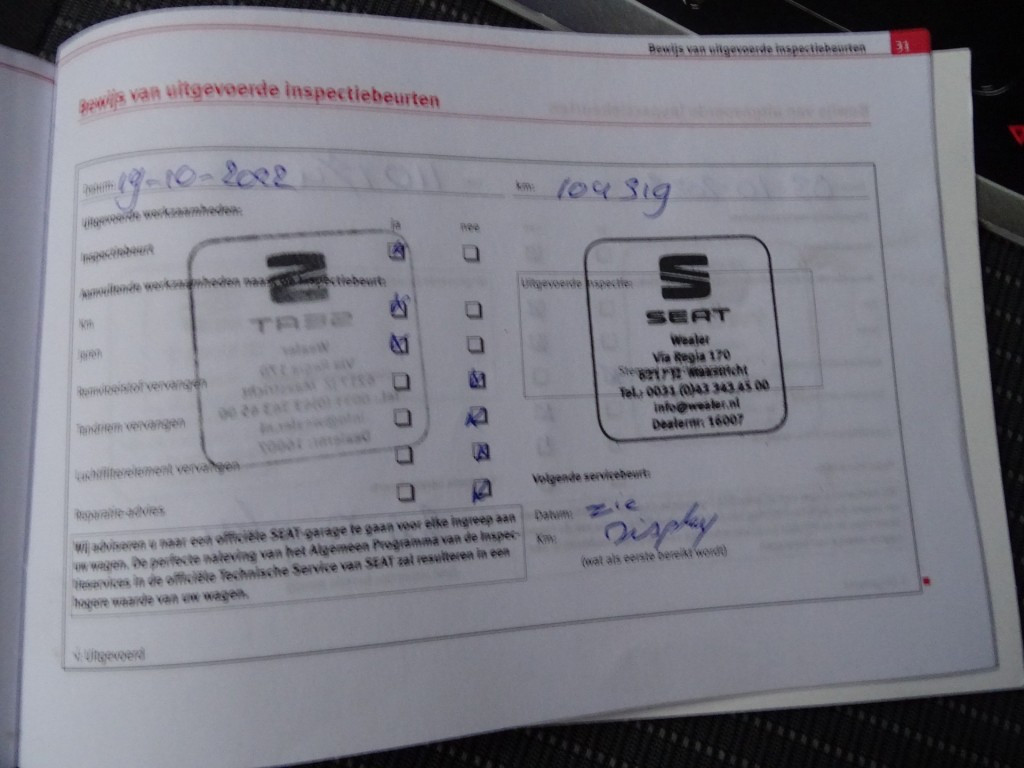 Bewijs van uitgevoerde inspectiebeurten 31
Bewijs van uitgevoerde inspectiebeurten
Datum: 19-10-2022 km: 104519
Uitgevoerde werkzaamheden:
ja nee
Inspectiebeurt
Aanvullende werkzaamheden naast de inspectiebeurt:
Uitgevoerde inspectie:
SEAT
Wealer
Via Regia 170
Maastricht
Tel.: 0031 (0)43 343 45 00
info@wealer.nl
Dealernr: 16007
Remvloeistof vervangen
Tandriem vervangen
Luchtfilterelement vervangen
Reparatie-advies
Volgende servicebeurt:
Datum: zie
Km: Display
(wat als eerste bereikt wordt)
Wij adviseren u naar een officiële SEAT-garage te gaan voor elke ingreep aan
uw wagen. De perfecte naleving van het Algemeen Programma van de Inspec-
tieservices in de officiële Technische Service van SEAT zal resulteren in een
hogere waarde van uw wagen.
v: Uitgevoerd